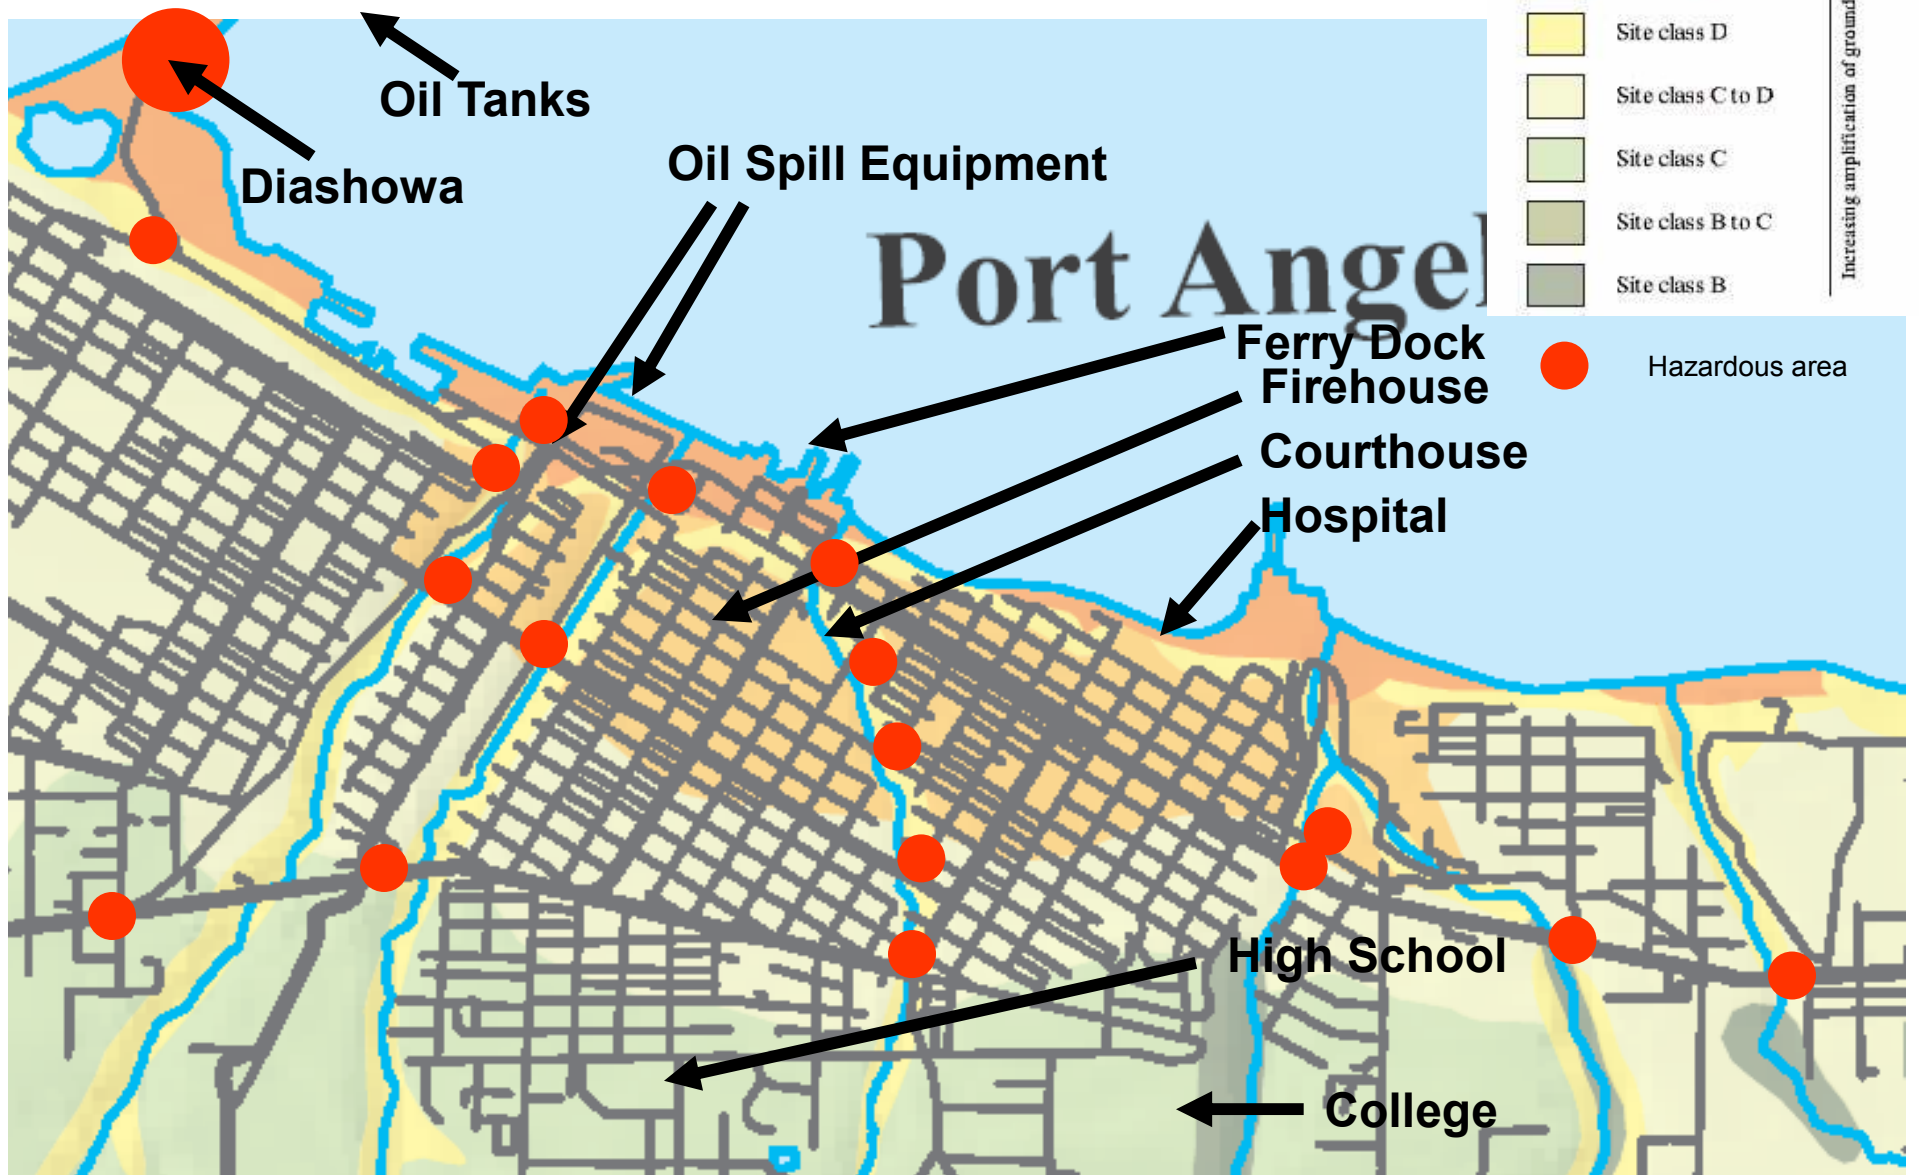 Oil Tanks
Diashowa
Oil Spill Equipment
Port Angel
Ferry Dock
Firehouse
Courthouse
Hospital
High School
College
Site class D
Site class C to D
Site class C
Site class B to C
Site class B
Increasing amplification of ground
Hazardous area